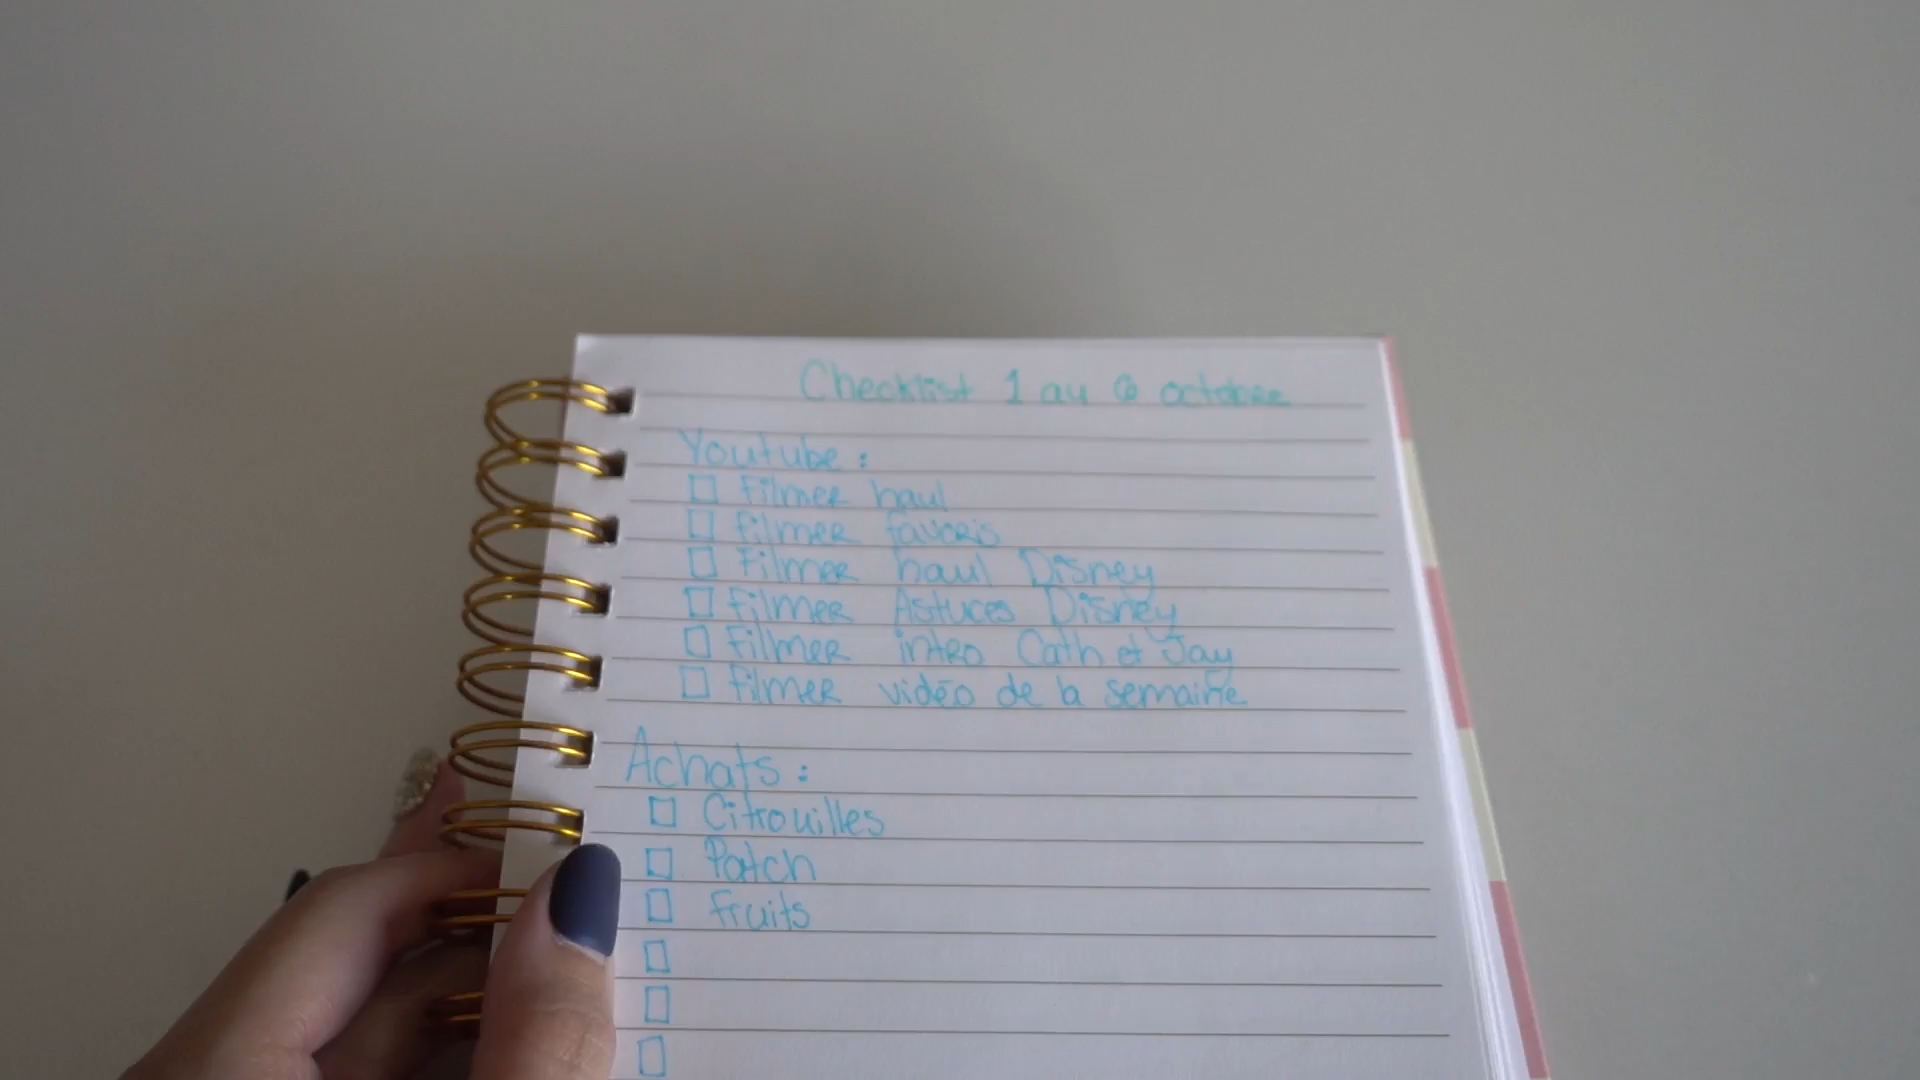 Checklist 1 au 6 octobre
Youtube :
Filmer haul
Filmer favoris
Filmer haul Disney
Filmer Astuces Disney
Filmer intro Cath et Jay
Filmer vidéo de la semaine
Achats :
Citrouilles
Patch
Fruits